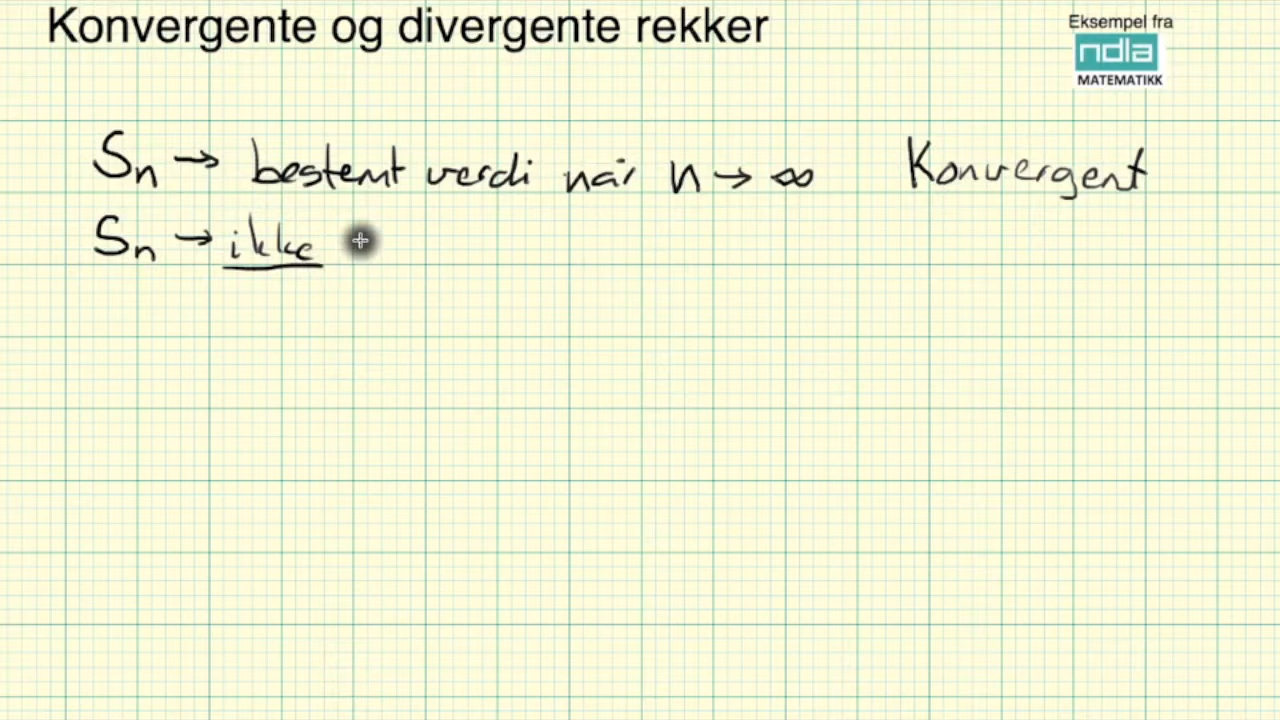 Konvergente og divergente rekker
Eksempel fra
ndla
MATEMATIKK
Sn → bestemt verdi når n → ∞ Konvergent
Sn → ikke